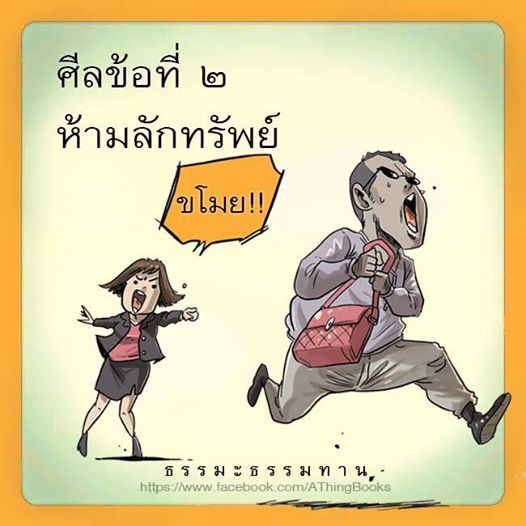 ศีลข้อที่ ๒
ห้ามลักทรัพย์
ขโมย!!
ธรรมะธรรมทาน
https://www.facebook.com/AThingBooks